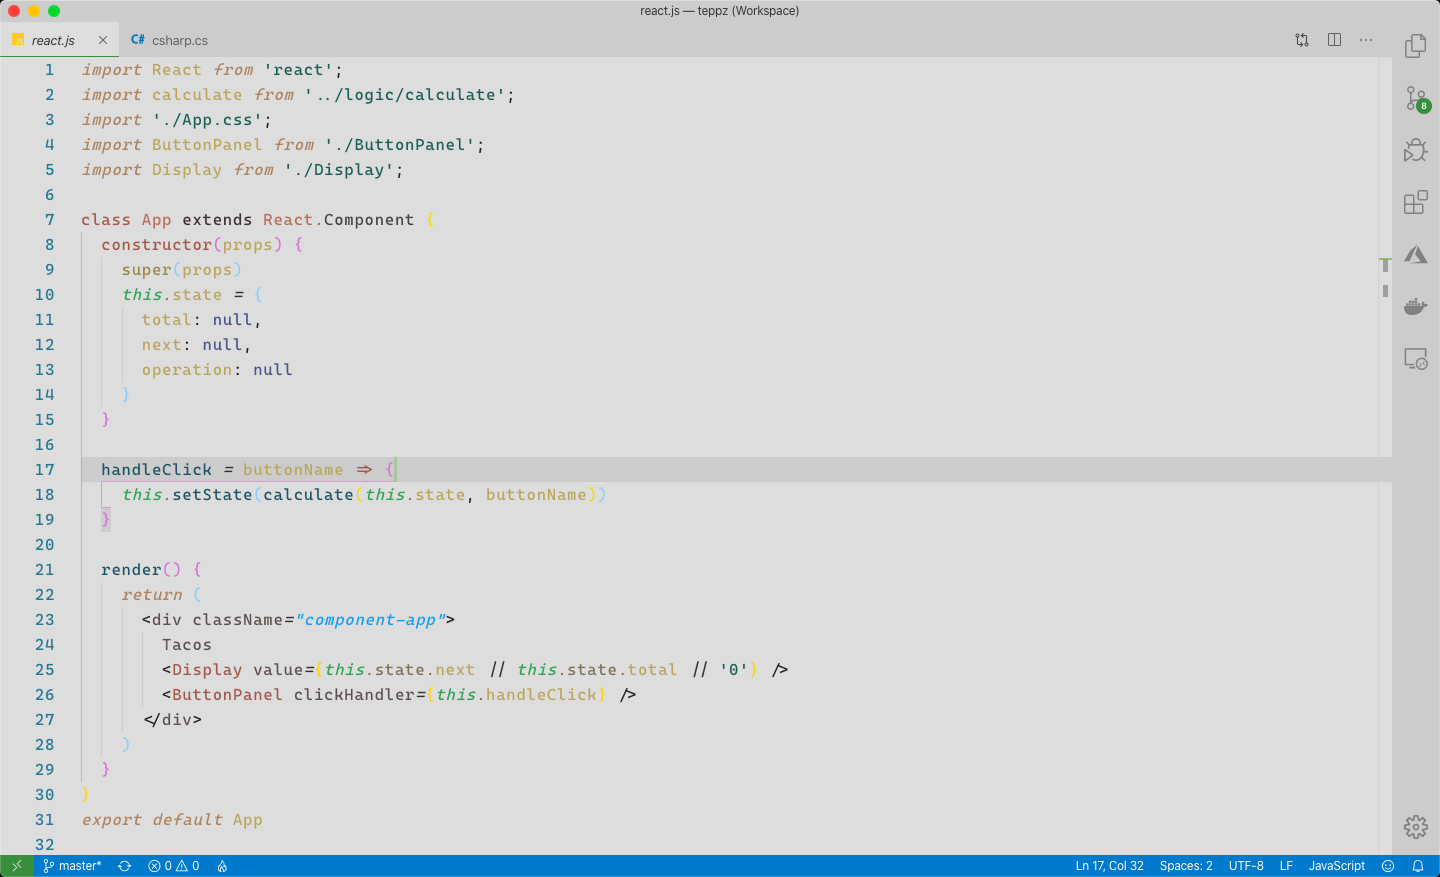 react.js — teppz (Workspace)
react.js
C# csharp.cs
1 import React from 'react';
2 import calculate from '../logic/calculate';
3 import './App.css';
4 import ButtonPanel from './ButtonPanel';
5 import Display from './Display';
6
7 class App extends React.Component {
8 constructor(props) {
9 super(props)
10 this.state = {
11 total: null,
12 next: null,
13 operation: null
14 }
15 }
16
17 handleClick = buttonName => {
18 this.setState(calculate(this.state, buttonName))
19 }
20
21 render() {
22 return (
23 <div className="component-app">
24 Tacos
25 <Display value={this.state.next || this.state.total || '0'} />
26 <ButtonPanel clickHandler={this.handleClick} />
27 </div>
28 )
29 }
30 }
31 export default App
32
8
master* 0 0 Ln 17, Col 32 Spaces: 2 UTF-8 LF JavaScript